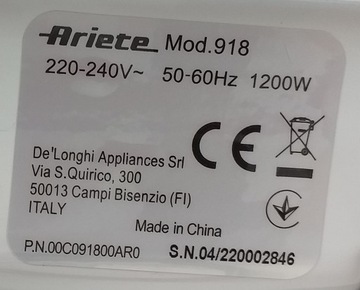 Ariete Mod.918
220-240V~ 50-60Hz 1200W
CE
De'Longhi Appliances Srl
Via S.Quirico, 300
50013 Campi Bisenzio (FI)
ITALY
Made in China
P.N.00C091800AR0 S.N.04/220002846